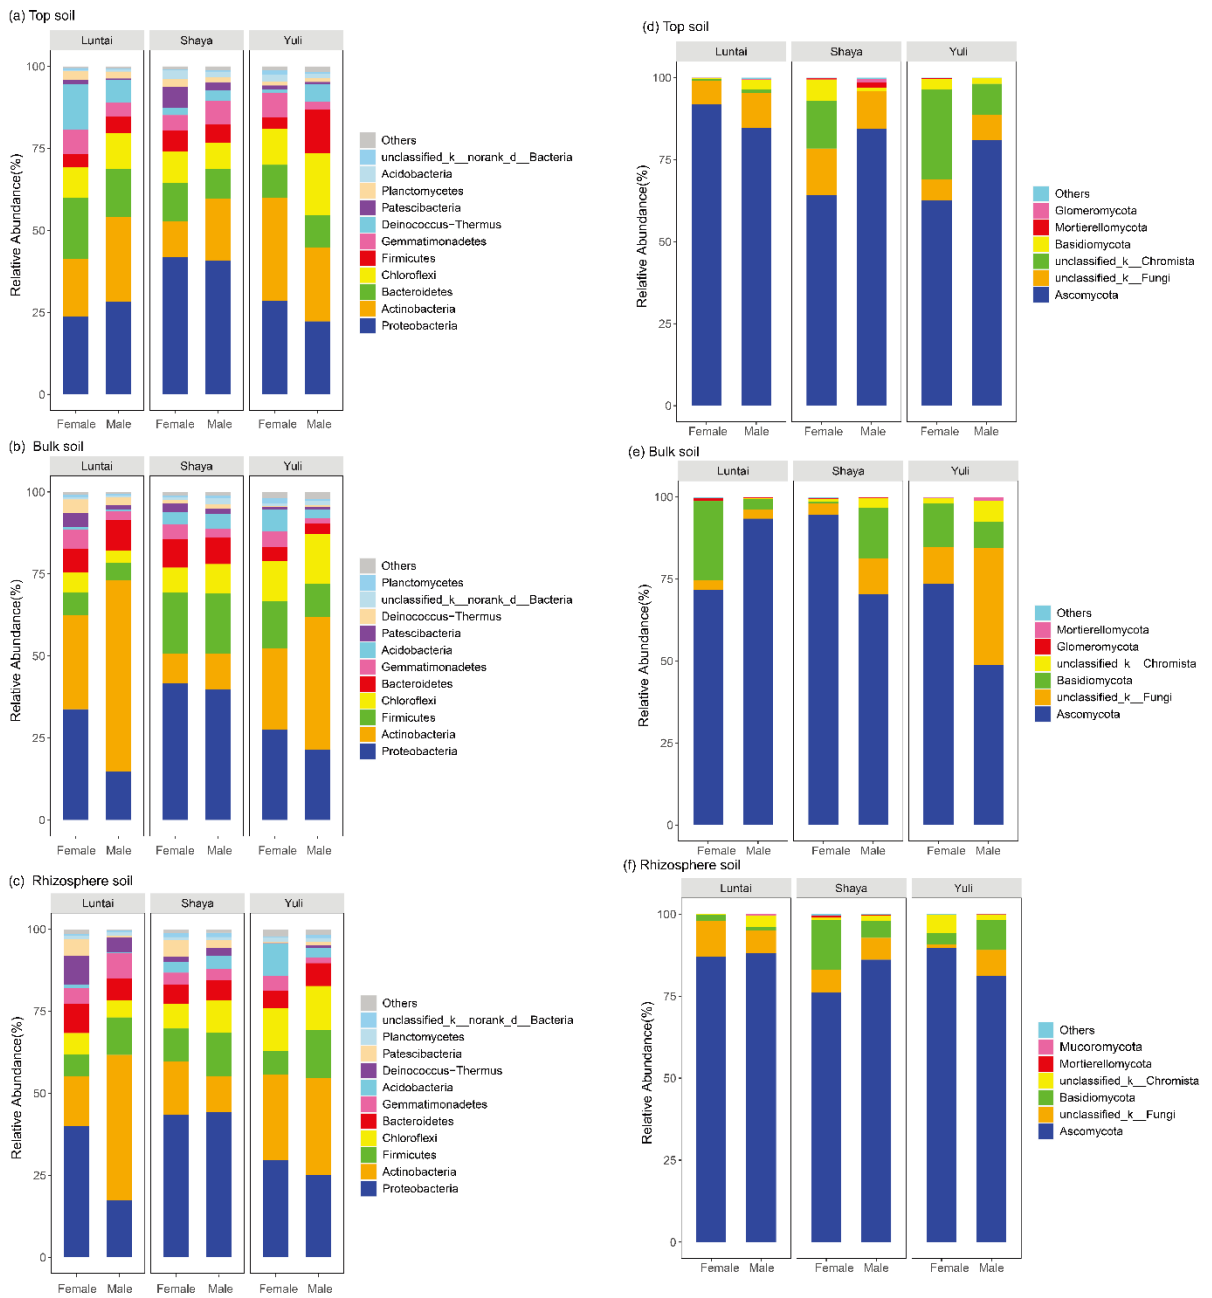 (a) Top soil
Luntai Shaya Yuli
Relative Abundance(%)
100
75
50
25
0
Female Male Female Male Female Male
Others
unclassified_k__norank_d__Bacteria
Acidobacteria
Planctomycetes
Patescibacteria
Deinococcus-Thermus
Gemmatimonadetes
Firmicutes
Chloroflexi
Bacteroidetes
Actinobacteria
Proteobacteria
(b) Bulk soil
Luntai Shaya Yuli
Relative Abundance(%)
100
75
50
25
0
Female Male Female Male Female Male
Others
Planctomycetes
unclassified_k__norank_d__Bacteria
Deinococcus-Thermus
Patescibacteria
Acidobacteria
Gemmatimonadetes
Bacteroidetes
Chloroflexi
Firmicutes
Actinobacteria
Proteobacteria
(c) Rhizosphere soil
Luntai Shaya Yuli
Relative Abundance(%)
100
75
50
25
0
Female Male Female Male Female Male
Others
unclassified_k__norank_d__Bacteria
Planctomycetes
Patescibacteria
Deinococcus-Thermus
Acidobacteria
Gemmatimonadetes
Bacteroidetes
Chloroflexi
Firmicutes
Actinobacteria
Proteobacteria
(d) Top soil
Luntai Shaya Yuli
Relative Abundance(%)
100
75
50
25
0
Female Male Female Male Female Male
Others
Glomeromycota
Mortierellomycota
Basidiomycota
unclassified_k__Chromista
unclassified_k__Fungi
Ascomycota
(e) Bulk soil
Luntai Shaya Yuli
Relative Abundance(%)
100
75
50
25
0
Female Male Female Male Female Male
Others
Mortierellomycota
Glomeromycota
unclassified_k__Chromista
Basidiomycota
unclassified_k__Fungi
Ascomycota
(f) Rhizosphere soil
Luntai Shaya Yuli
Relative Abundance(%)
100
75
50
25
0
Female Male Female Male Female Male
Others
Mucoromycota
Mortierellomycota
unclassified_k__Chromista
Basidiomycota
unclassified_k__Fungi
Ascomycota